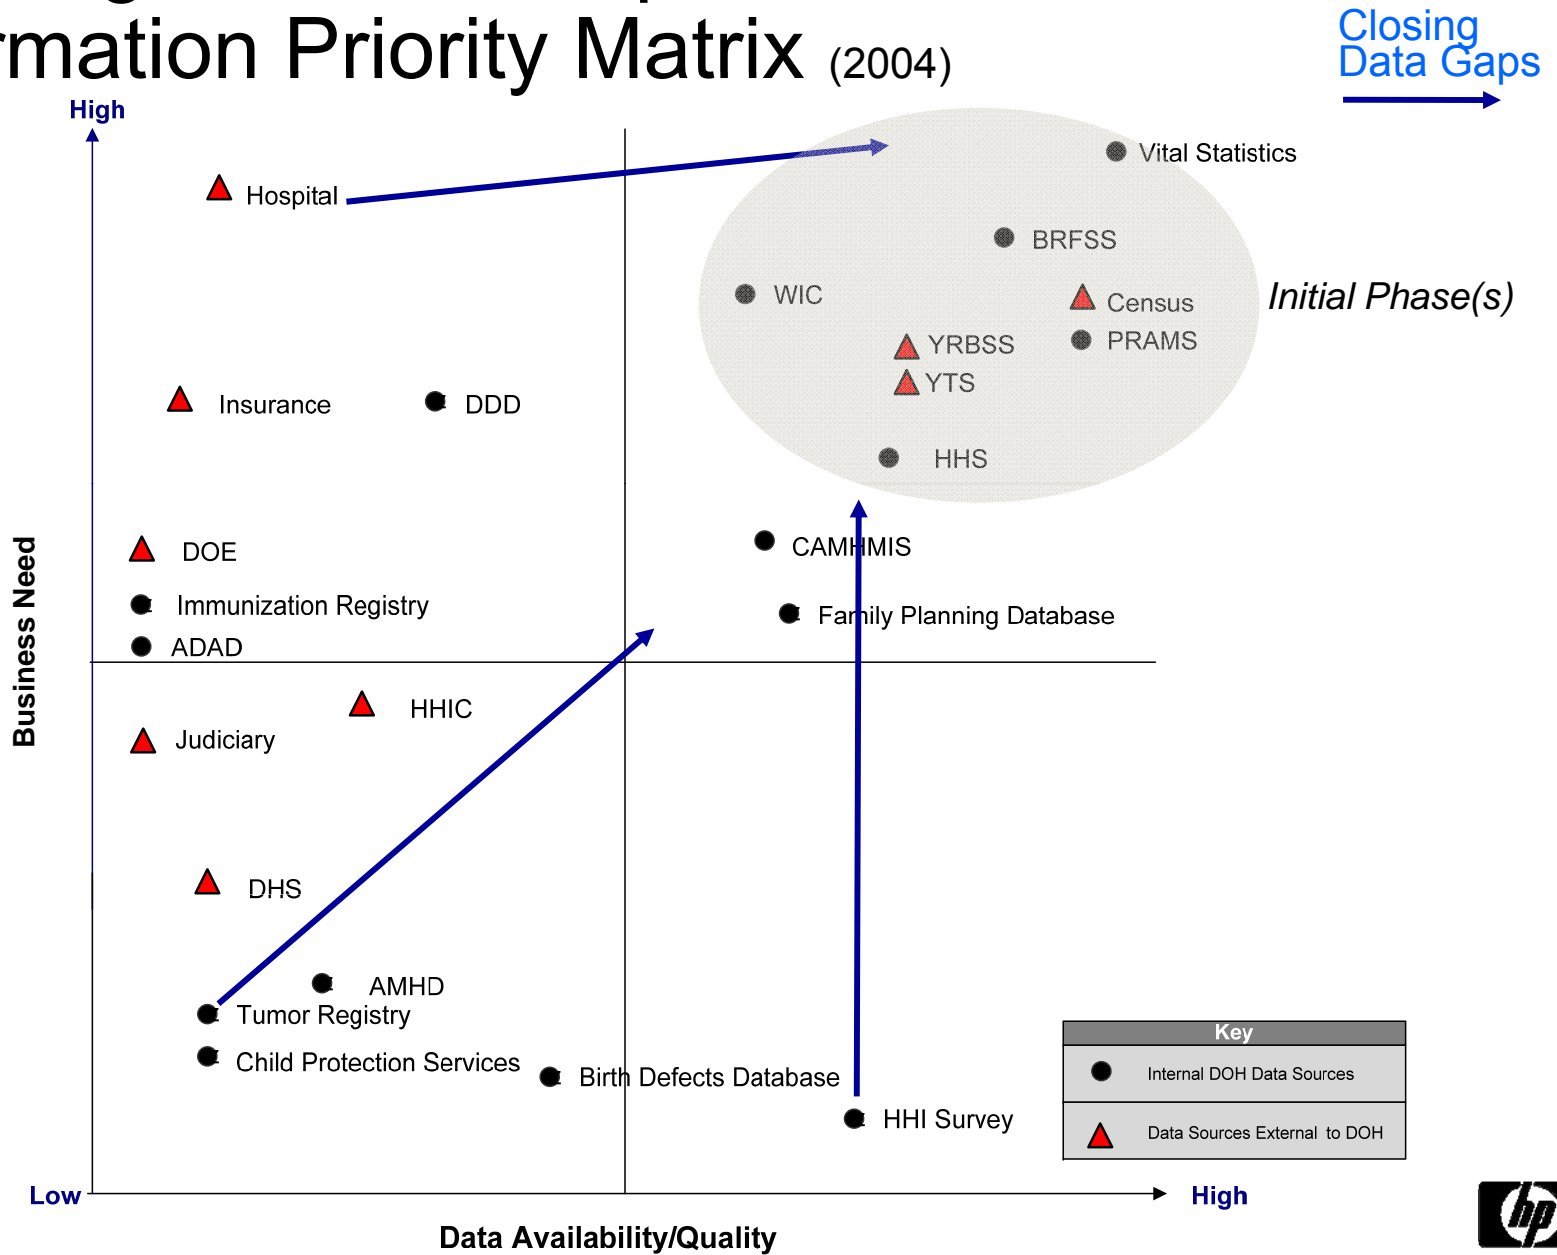 rmation Priority Matrix (2004)
Closing
Data Gaps
High
Vital Statistics
Hospital
BRFSS
WIC
Census
Initial Phase(s)
PRAMS
YRBSS
YTS
Insurance
DDD
HHS
DOE
CAMHMIS
Immunization Registry
Family Planning Database
ADAD
Business Need
HHIC
Judiciary
DHS
AMHD
Tumor Registry
Child Protection Services
Birth Defects Database
HHI Survey
Key
Internal DOH Data Sources
Data Sources External to DOH
Low
High
Data Availability/Quality
hp